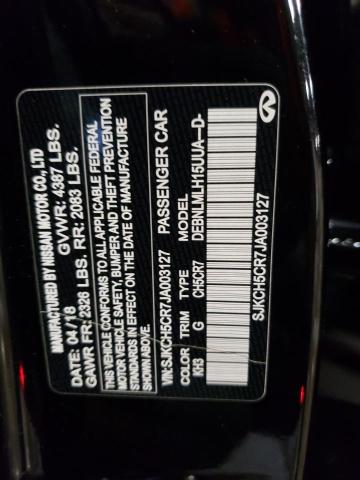 MANUFACTURED BY NISSAN MOTOR CO., LTD
DATE: 04/18 GVWR: 4387 LBS.
GAWR FR: 2326 LBS. RR: 2083 LBS.
THIS VEHICLE CONFORMS TO ALL APPLICABLE FEDERAL
MOTOR VEHICLE SAFETY, BUMPER AND THEFT PREVENTION
STANDARDS IN EFFECT ON THE DATE OF MANUFACTURE
SHOWN ABOVE.
VIN:SJKCH5CR7JA003127 PASSENGER CAR
COLOR TRIM TYPE MODEL
KH3 G CH5CR7 DEBNLMLH15UUA—D-
SJKCH5CR7JA003127